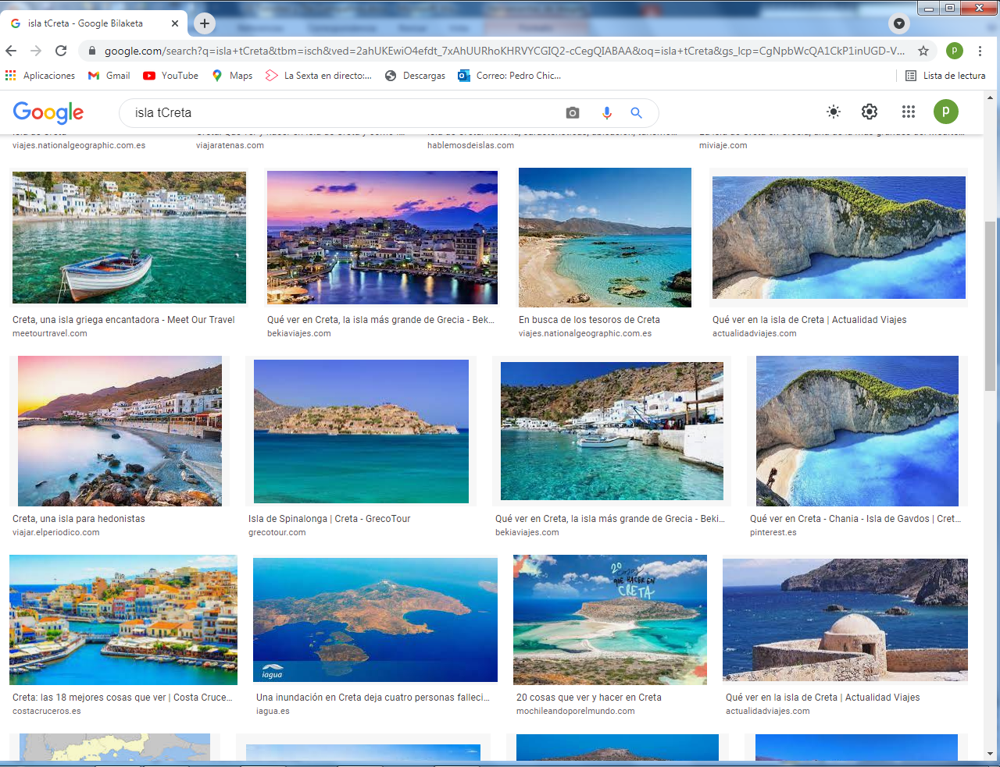 isla tCreta - Google Bilaketa
google.com/search?q=isla+tCreta&tbm=isch&ved=2ahUKEwiO4efdt_7xAhUURhoKHRVYCGIQ2-cCegQIABAA&oq=isla+tCreta&gs_lcp=CgNpbWcQA1CkP1inUGD-V...
Aplicaciones Gmail YouTube Maps La Sexta en directo:... Descargas Correo: Pedro Chic... Lista de lectura
Google isla tCreta p
viajes.nationalgeographic.com.es viajaratenas.com hablemosdeislas.com miviaje.com
Creta, una isla griega encantadora - Meet Our Travel
meetourtravel.com
Qué ver en Creta, la isla más grande de Grecia - Bek...
bekiaviajes.com
En busca de los tesoros de Creta
viajes.nationalgeographic.com.es
Qué ver en la isla de Creta | Actualidad Viajes
actualidadviajes.com
Creta, una isla para hedonistas
viajar.elperiodico.com
Isla de Spinalonga | Creta - GrecoTour
grecotour.com
Qué ver en Creta, la isla más grande de Grecia - Beki...
bekiaviajes.com
Qué ver en Creta - Chania - Isla de Gavdos | Cret...
pinterest.es
Creta: las 18 mejores cosas que ver | Costa Cruce...
costacruceros.es
iagua
Una inundación en Creta deja cuatro personas falleci...
iagua.es
20 cosas
QUE HACER EN
CRETA
20 cosas que ver y hacer en Creta
mochileandoporelmundo.com
Qué ver en la isla de Creta | Actualidad Viajes
actualidadviajes.com